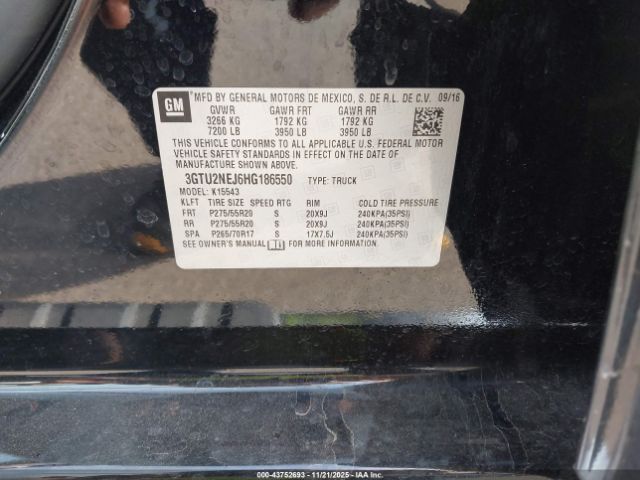 GM
MFD BY GENERAL MOTORS DE MEXICO, S. DE R.L. DE C.V. 09/16
GVWR GAWR FRT GAWR RR
3266 KG 1792 KG 1792 KG
7200 LB 3950 LB 3950 LB
THIS VEHICLE CONFORMS TO ALL APPLICABLE U.S. FEDERAL MOTOR
VEHICLE SAFETY STANDARDS IN EFFECT ON THE DATE OF
MANUFACTURE SHOWN ABOVE.
3GTU2NEJ6HG186550 TYPE: TRUCK
MODEL: K15543
KLFT TIRE SIZE SPEED RTG RIM COLD TIRE PRESSURE
FRT P275/55R20 S 20X9J 240KPA(35PSI)
RR P275/55R20 S 20X9J 240KPA(35PSI)
SPA P265/70R17 S 17X7.5J 240KPA(35PSI)
SEE OWNER'S MANUAL FOR MORE INFORMATION.
© 43752693 - 11/21/2025 - IAA Inc.